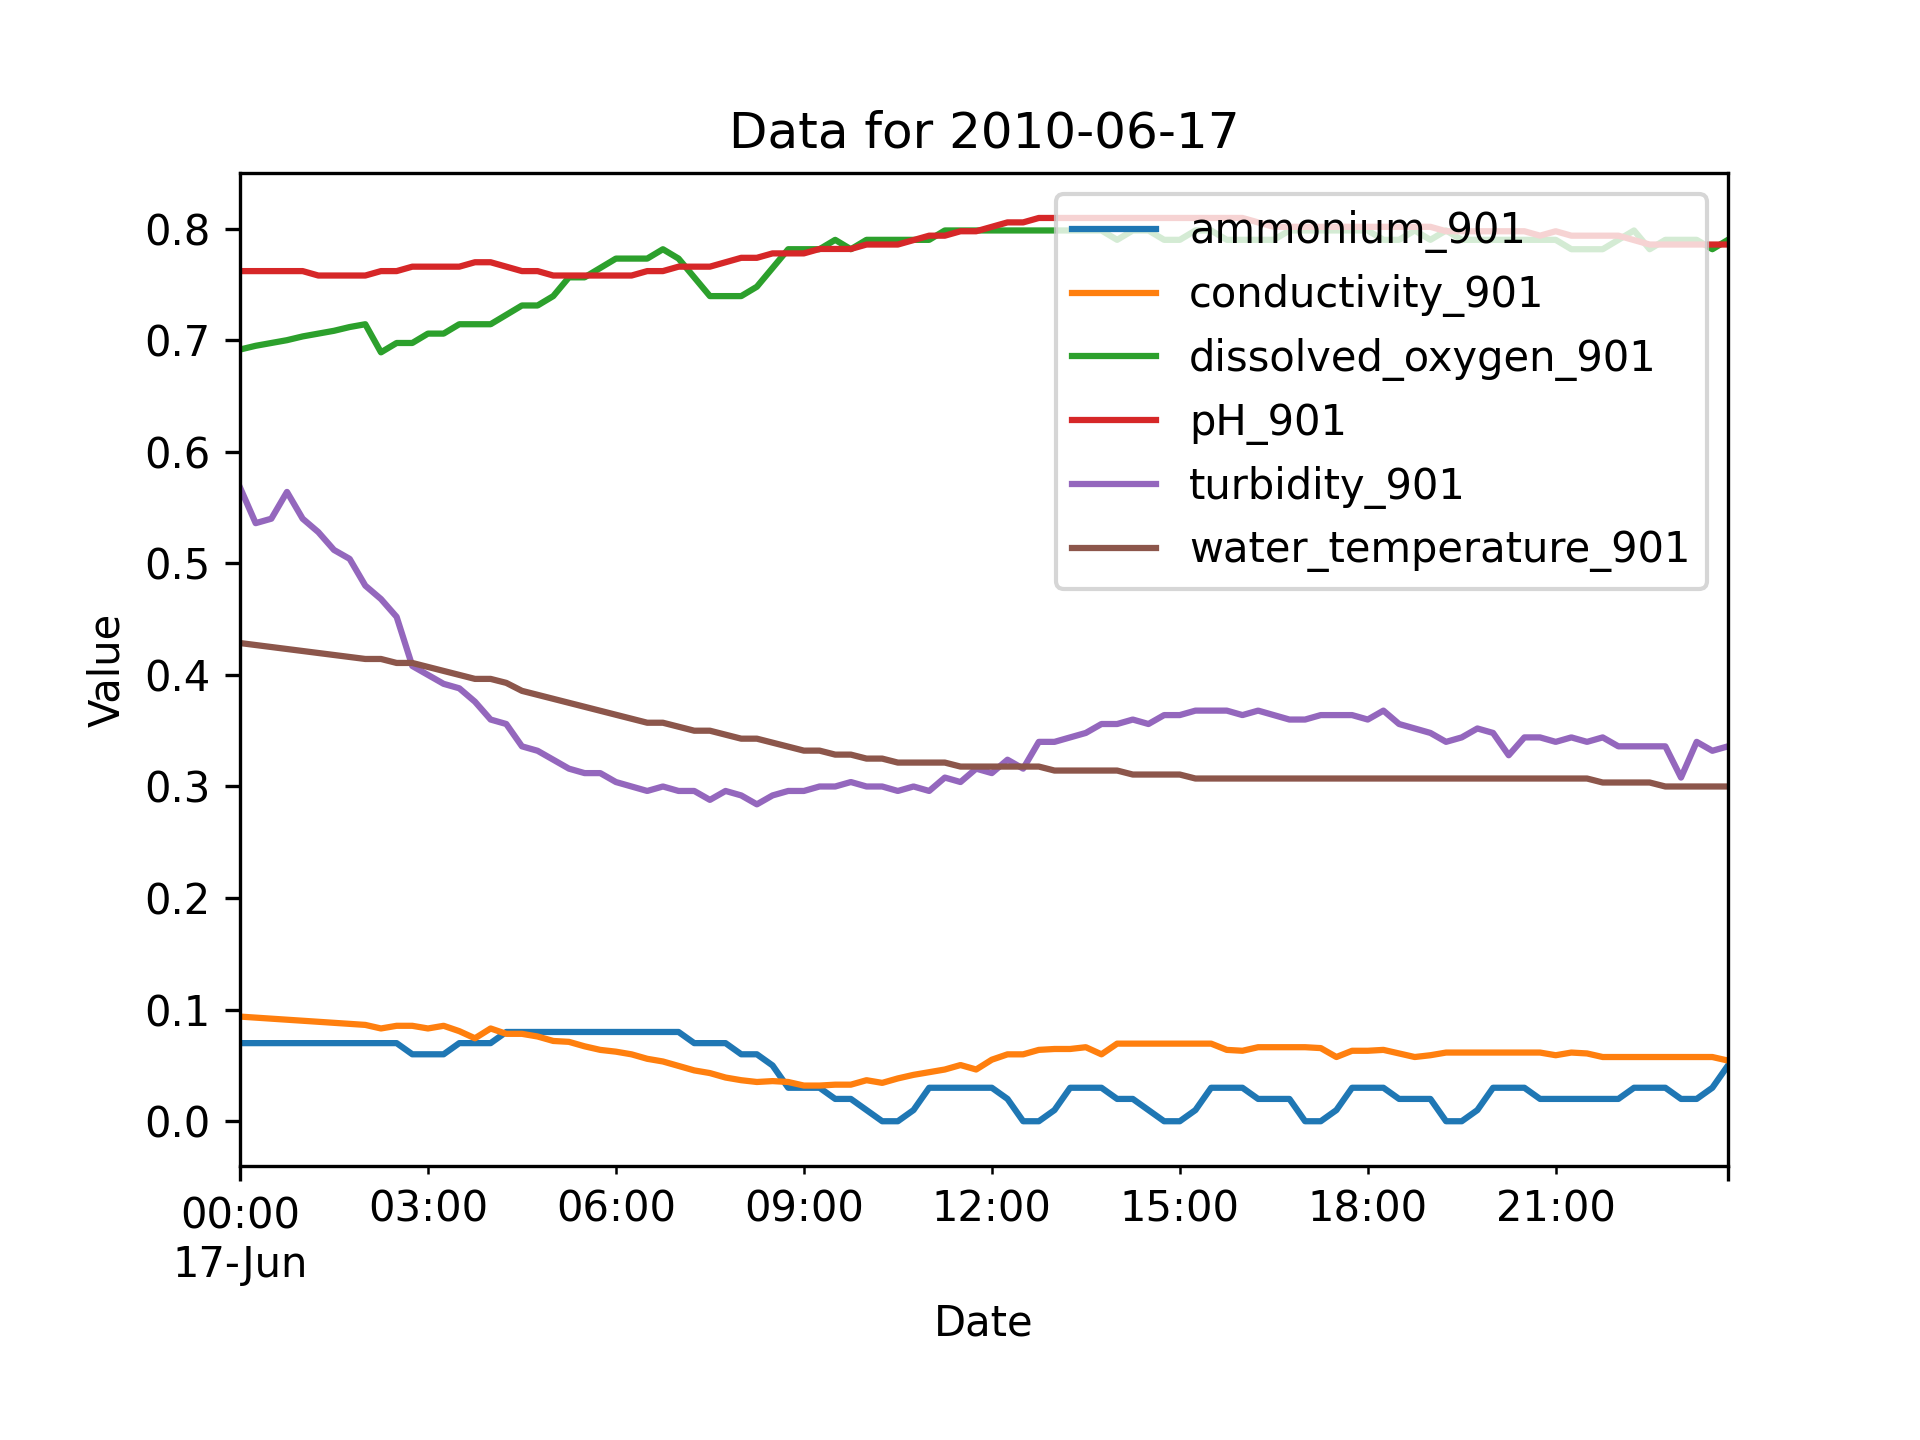 Data for 2010-06-17
ammonium_901
conductivity_901
dissolved_oxygen_901
pH_901
turbidity_901
water_temperature_901
Value
0.8
0.7
0.6
0.5
0.4
0.3
0.2
0.1
0.0
00:00 03:00 06:00 09:00 12:00 15:00 18:00 21:00
17-Jun
Date